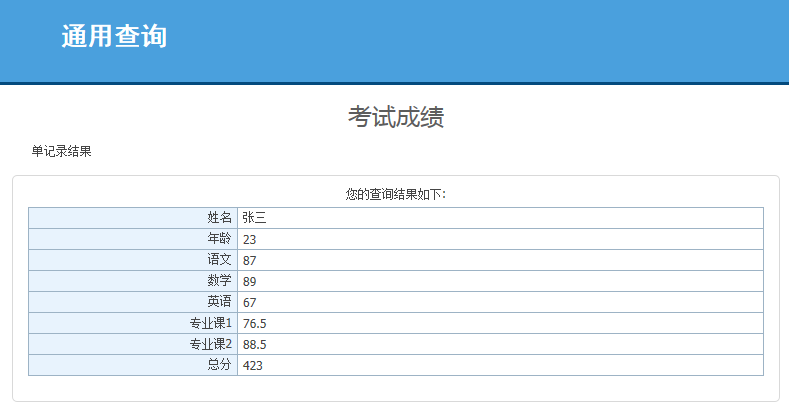 通用查询
考试成绩
单记录结果
您的查询结果如下:
姓名 张三
年龄 23
语文 87
数学 89
英语 67
专业课1 76.5
专业课2 88.5
总分 423